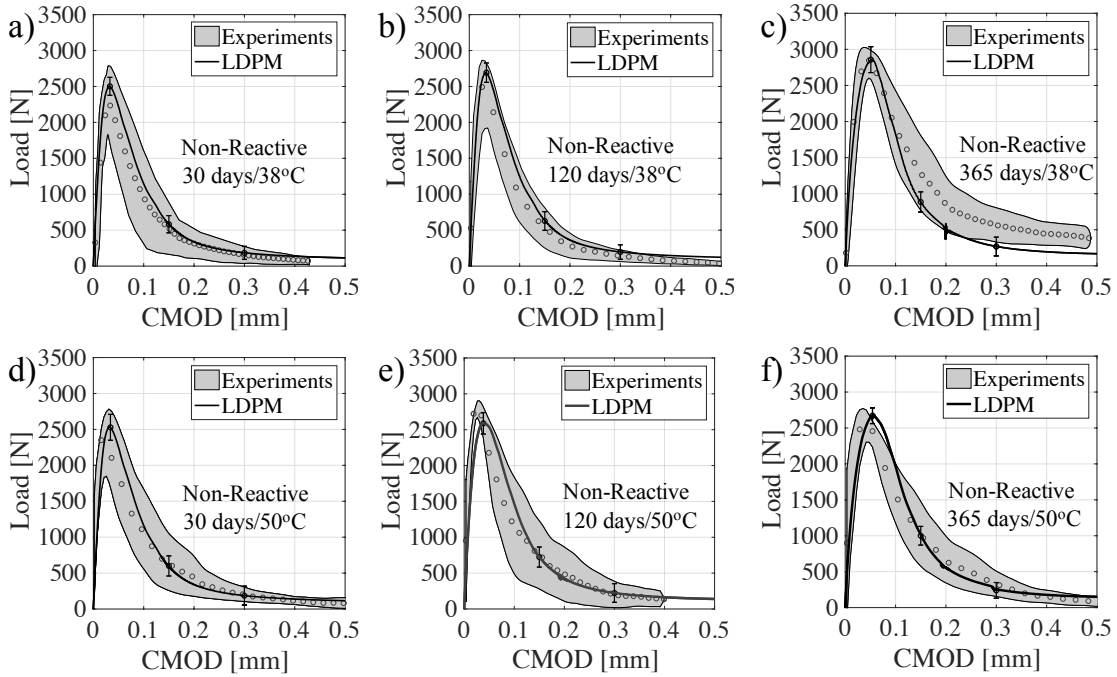 a)
3500
3000
2500
2000
1500
1000
500
0
Load [N]
Experiments
LDPM
Non-Reactive
30 days/38°C
0 0.1 0.2 0.3 0.4 0.5
CMOD [mm]
b)
3500
3000
2500
2000
1500
1000
500
0
Load [N]
Experiments
LDPM
Non-Reactive
120 days/38°C
0 0.1 0.2 0.3 0.4 0.5
CMOD [mm]
c)
3500
3000
2500
2000
1500
1000
500
0
Load [N]
Experiments
LDPM
Non-Reactive
365 days/38°C
0 0.1 0.2 0.3 0.4 0.5
CMOD [mm]
d)
3500
3000
2500
2000
1500
1000
500
0
Load [N]
Experiments
LDPM
Non-Reactive
30 days/50°C
0 0.1 0.2 0.3 0.4 0.5
CMOD [mm]
e)
3500
3000
2500
2000
1500
1000
500
0
Load [N]
Experiments
LDPM
Non-Reactive
120 days/50°C
0 0.1 0.2 0.3 0.4 0.5
CMOD [mm]
f)
3500
3000
2500
2000
1500
1000
500
0
Load [N]
Experiments
LDPM
Non-Reactive
365 days/50°C
0 0.1 0.2 0.3 0.4 0.5
CMOD [mm]